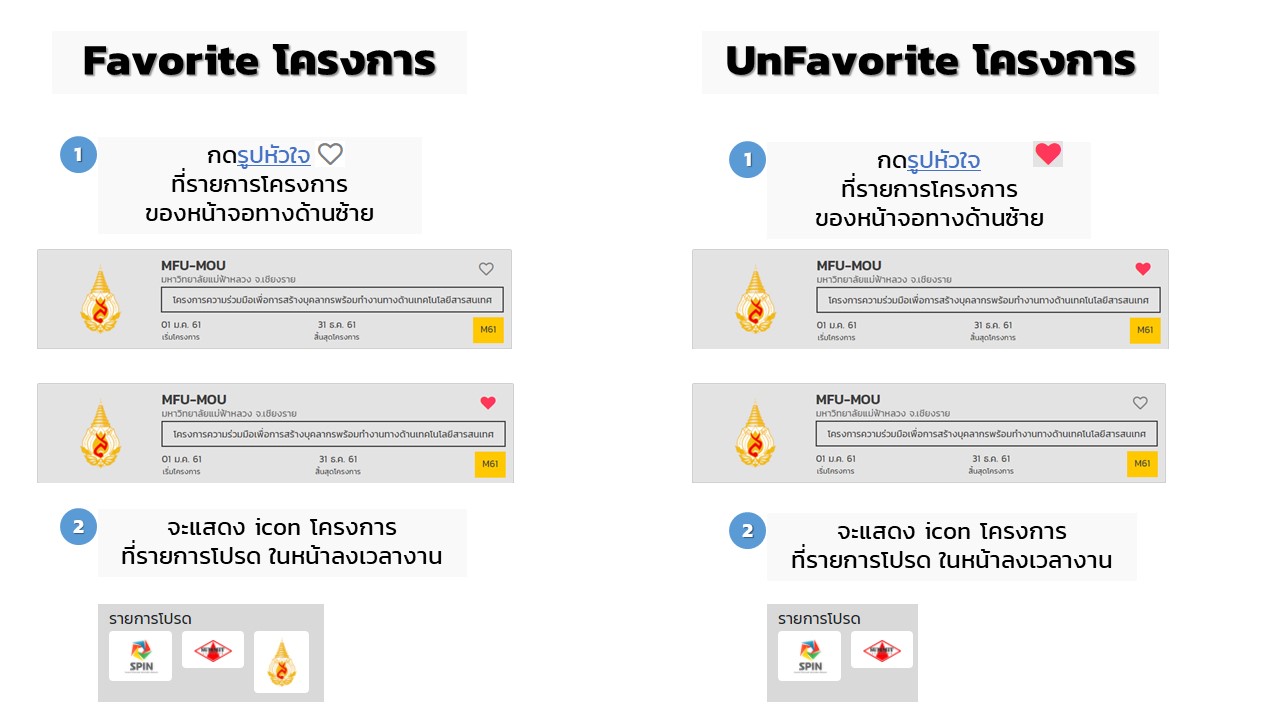 Favorite โครงการ
1
กดรูปหัวใจ
ที่รายการโครงการ
ของหน้าจอทางด้านซ้าย
MFU-MOU
มหาวิทยาลัยแม่ฟ้าหลวง จ.เชียงราย
โครงการความร่วมมือเพื่อการสร้างบุคลากรพร้อมทำงานทางด้านเทคโนโลยีสารสนเทศ
01 ม.ค. 61 31 ธ.ค. 61
เริ่มโครงการ สิ้นสุดโครงการ
M61
MFU-MOU
มหาวิทยาลัยแม่ฟ้าหลวง จ.เชียงราย
โครงการความร่วมมือเพื่อการสร้างบุคลากรพร้อมทำงานทางด้านเทคโนโลยีสารสนเทศ
01 ม.ค. 61 31 ธ.ค. 61
เริ่มโครงการ สิ้นสุดโครงการ
M61
2
จะแสดง icon โครงการ
ที่รายการโปรด ในหน้าลงเวลางาน
รายการโปรด
SPIN
UnFavorite โครงการ
1
กดรูปหัวใจ
ที่รายการโครงการ
ของหน้าจอทางด้านซ้าย
MFU-MOU
มหาวิทยาลัยแม่ฟ้าหลวง จ.เชียงราย
โครงการความร่วมมือเพื่อการสร้างบุคลากรพร้อมทำงานทางด้านเทคโนโลยีสารสนเทศ
01 ม.ค. 61 31 ธ.ค. 61
เริ่มโครงการ สิ้นสุดโครงการ
M61
MFU-MOU
มหาวิทยาลัยแม่ฟ้าหลวง จ.เชียงราย
โครงการความร่วมมือเพื่อการสร้างบุคลากรพร้อมทำงานทางด้านเทคโนโลยีสารสนเทศ
01 ม.ค. 61 31 ธ.ค. 61
เริ่มโครงการ สิ้นสุดโครงการ
M61
2
จะแสดง icon โครงการ
ที่รายการโปรด ในหน้าลงเวลางาน
รายการโปรด
SPIN